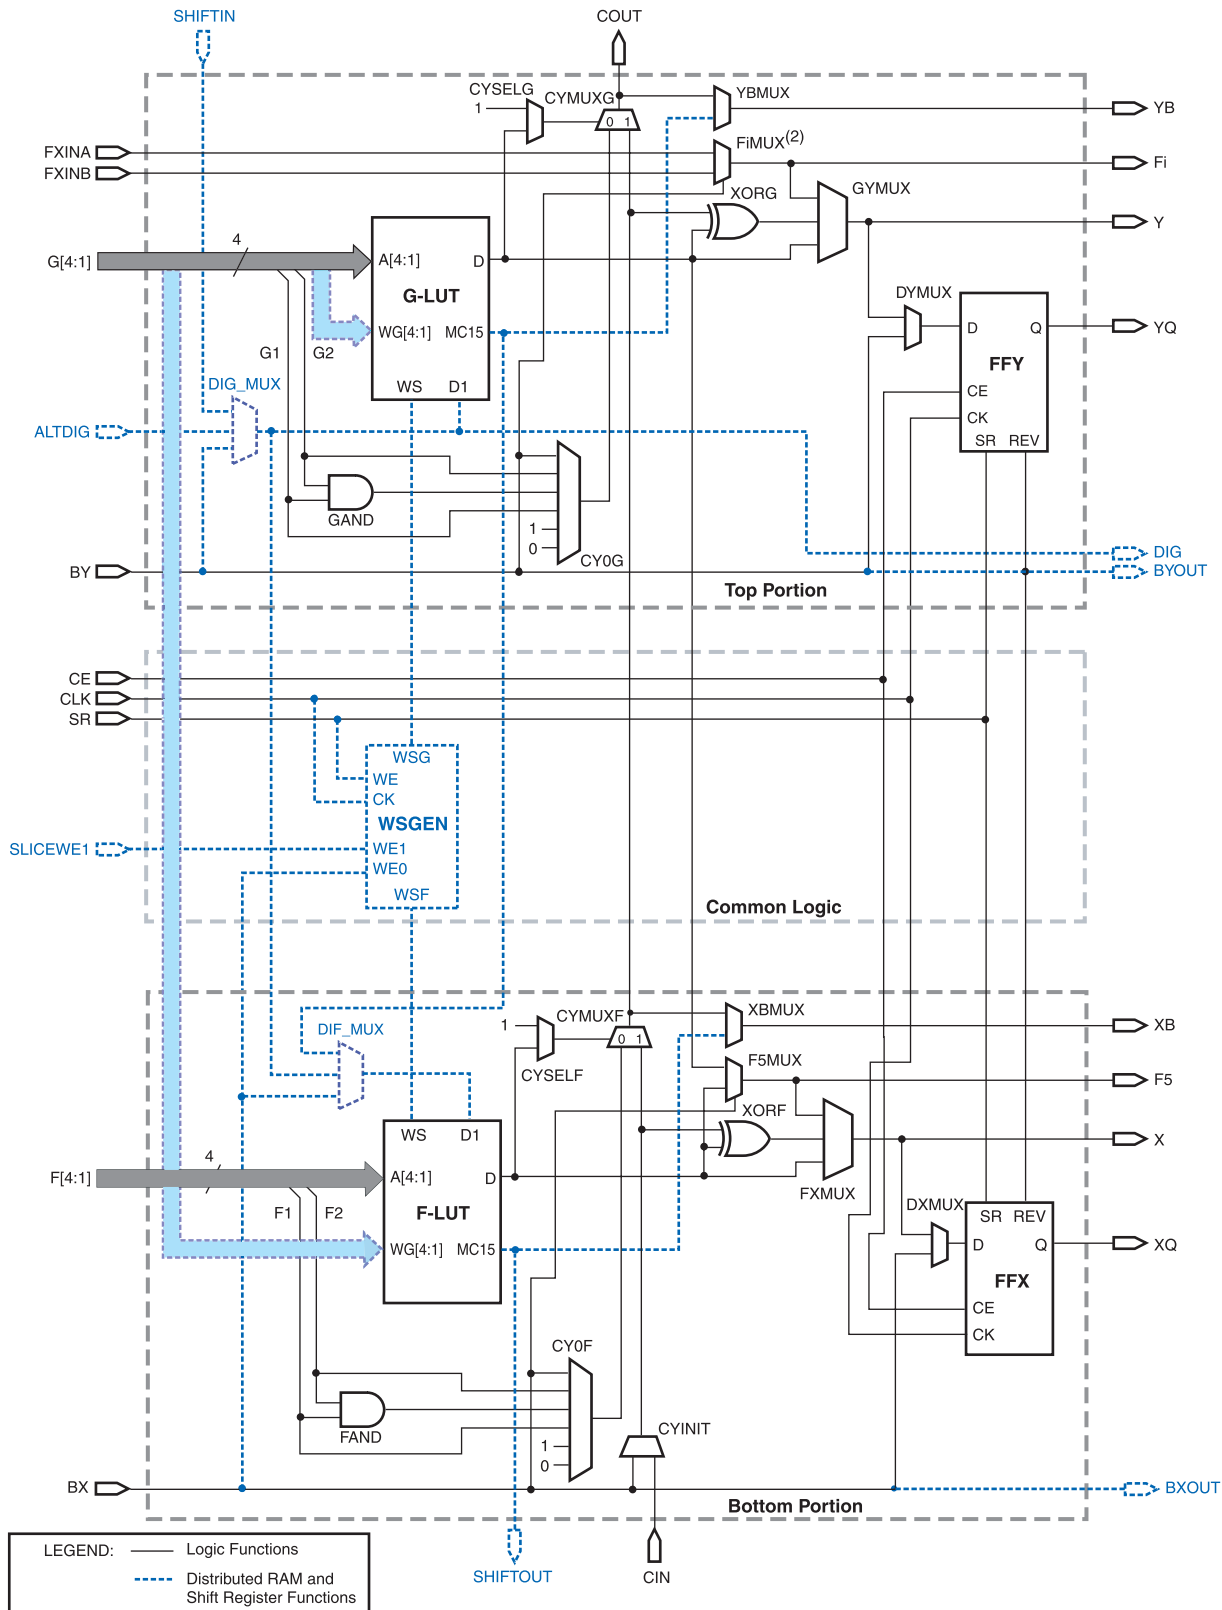 SHIFTIN
COUT
CYSELG
CYMUXG
YBMUX
1
0 1
YB
FXINA
FXINB
FiMUX(2)
Fi
XORG
GYMUX
Y
G[4:1]
4
A[4:1]
D
G-LUT
WG[4:1]
MC15
WS
D1
G1
G2
DYMUX
D
Q
FFY
CE
CK
SR
REV
YQ
DIG_MUX
ALTDIG
GAND
1
0
CY0G
DIG
BY
BYOUT
Top Portion
CE
CLK
SR
WSG
WE
CK
WSGEN
SLICEWE1
WE1
WE0
WSF
Common Logic
DIF_MUX
1
CYMUXF
0 1
CYSELF
XBMUX
XB
F5MUX
F5
XORF
X
WS
D1
F[4:1]
4
A[4:1]
D
F-LUT
WG[4:1]
MC15
F1
F2
FXMUX
DXMUX
SR
REV
D
Q
FFX
CE
CK
XQ
CY0F
FAND
1
0
CYINIT
BX
BXOUT
Bottom Portion
SHIFTOUT
CIN
LEGEND:
Logic Functions
Distributed RAM and
Shift Register Functions